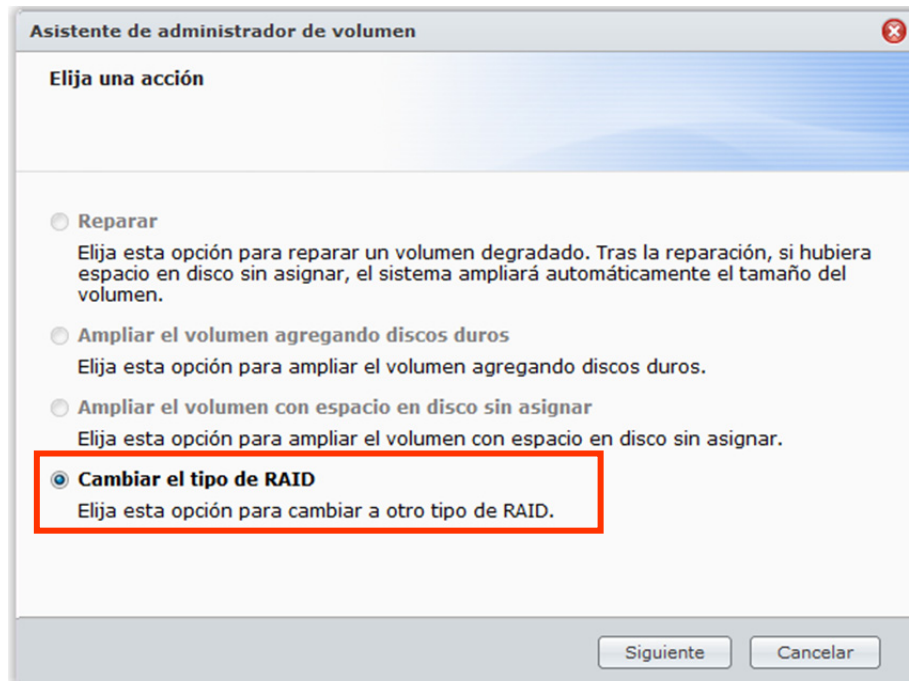 Asistente de administrador de volumen
Elija una acción
Reparar
Elija esta opción para reparar un volumen degradado. Tras la reparación, si hubiera
espacio en disco sin asignar, el sistema ampliará automáticamente el tamaño del
volumen.
Ampliar el volumen agregando discos duros
Elija esta opción para ampliar el volumen agregando discos duros.
Ampliar el volumen con espacio en disco sin asignar
Elija esta opción para ampliar el volumen con espacio en disco sin asignar.
Cambiar el tipo de RAID
Elija esta opción para cambiar a otro tipo de RAID.
Siguiente
Cancelar